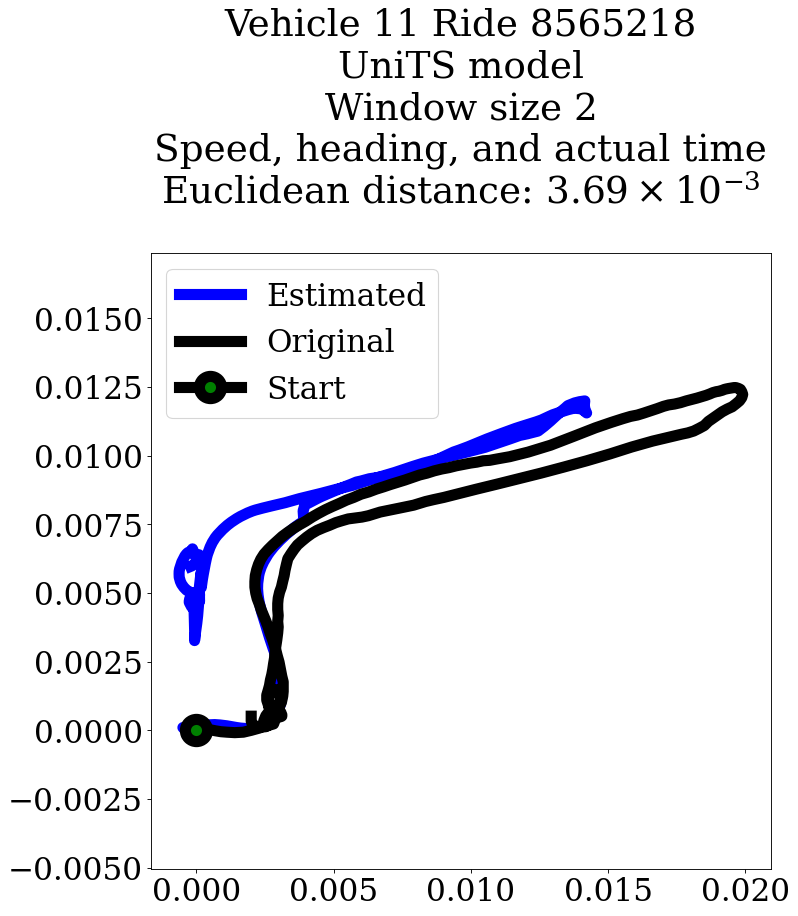 Vehicle 11 Ride 8565218
UniTS model
Window size 2
Speed, heading, and actual time
Euclidean distance: 3.69 × 10⁻³
Estimated
Original
Start
0.0150
0.0125
0.0100
0.0075
0.0050
0.0025
0.0000
−0.0025
−0.0050
0.000 0.005 0.010 0.015 0.020